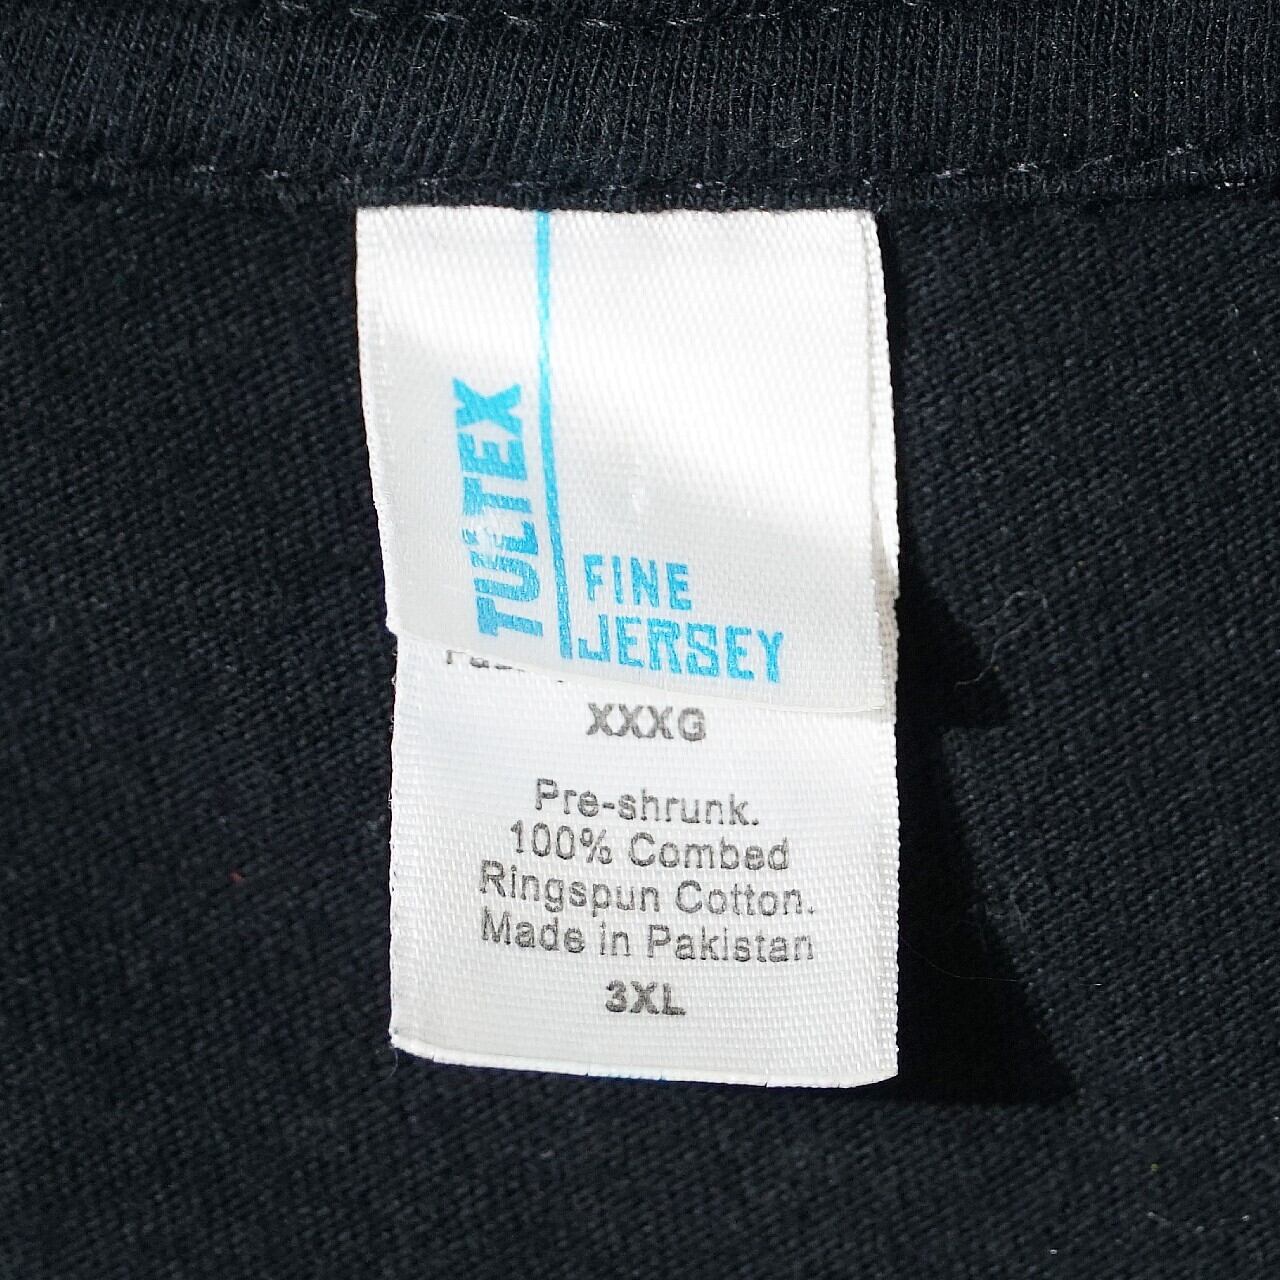 TULTEX
FINE
JERSEY
XXXG
Pre-shrunk.
100% Combed
Ringspun Cotton.
Made in Pakistan
3XL